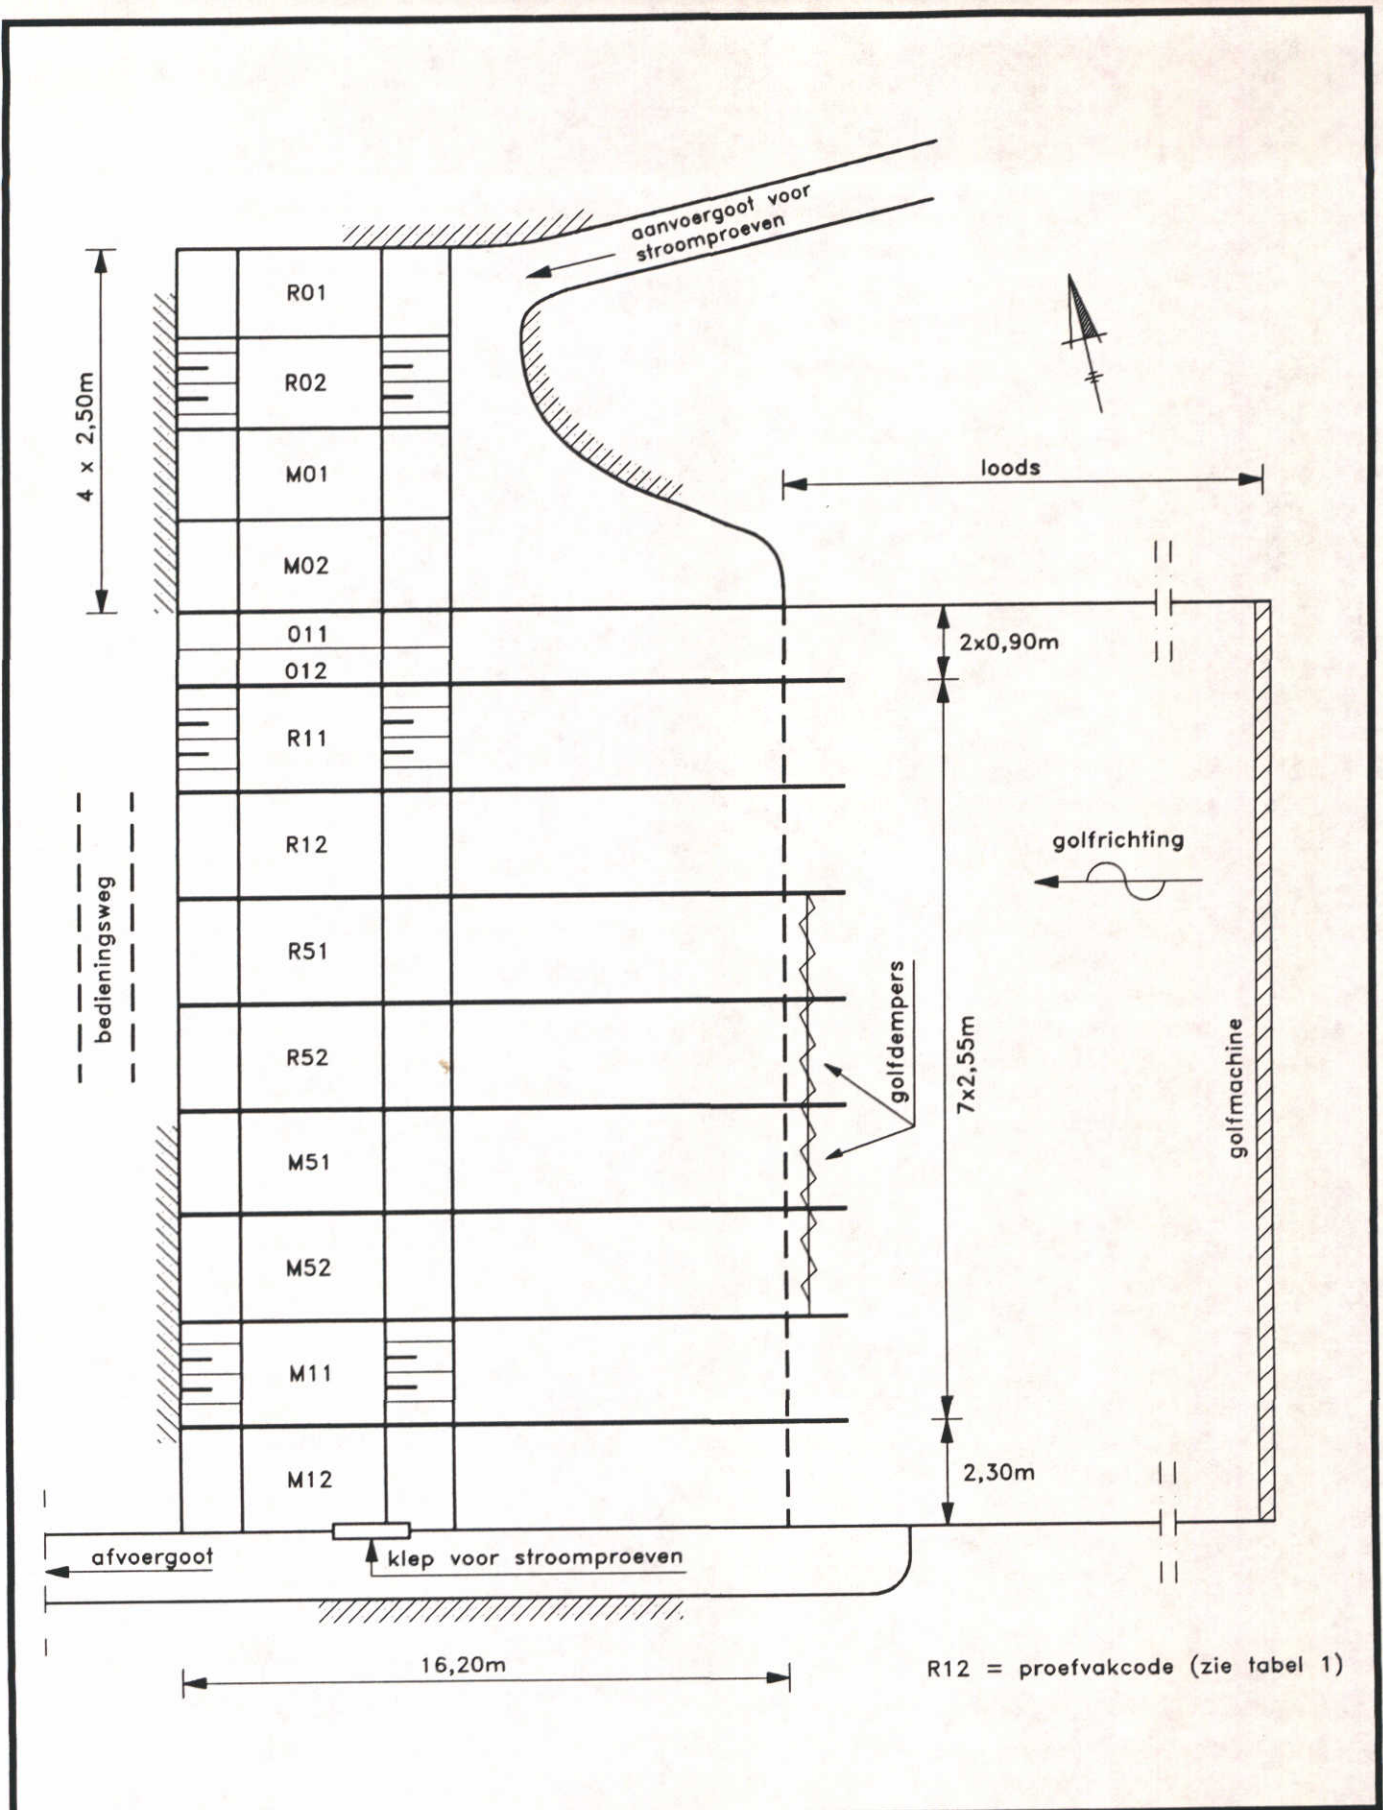 aanvoergoot voor
stroomproeven
R01
4 x 2,50m
R02
M01
loods
M02
O11
2x0,90m
O12
R11
R12
golfrichting
bedieningsweg
R51
golfdempers
R52
7x2,55m
golfmachine
M51
M52
M11
M12
2,30m
afvoergoot
klep voor stroomproeven
16,20m
R12 = proefvakcode (zie tabel 1)